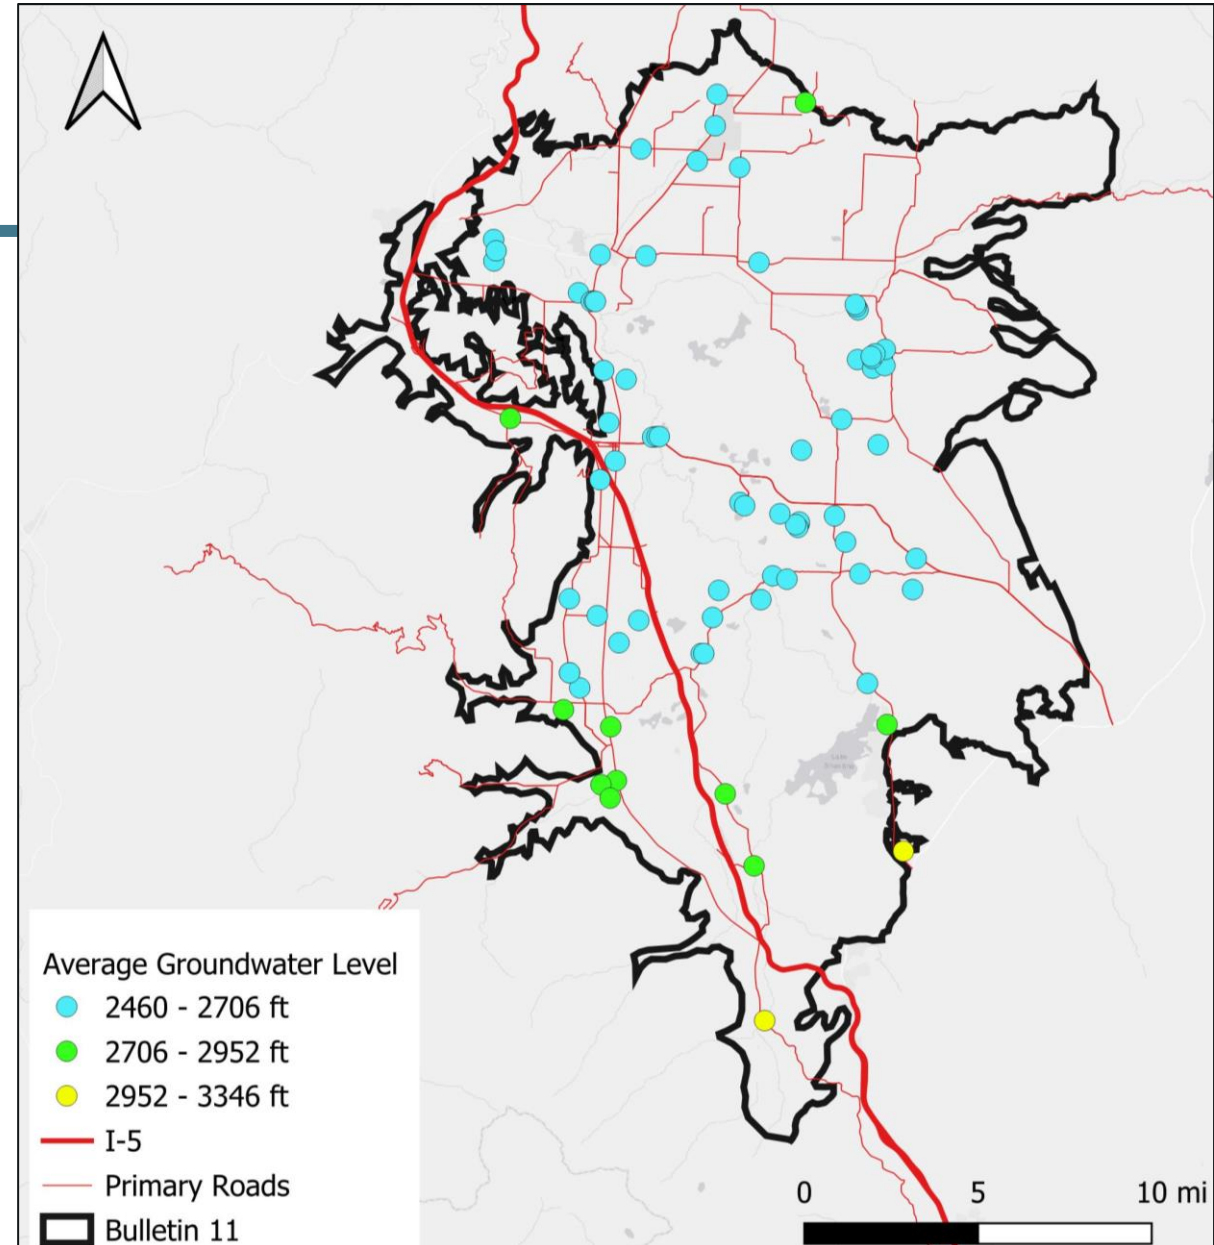 Average Groundwater Level
2460 - 2706 ft
2706 - 2952 ft
2952 - 3346 ft
I-5
Primary Roads
Bulletin 11
0 5 10 mi